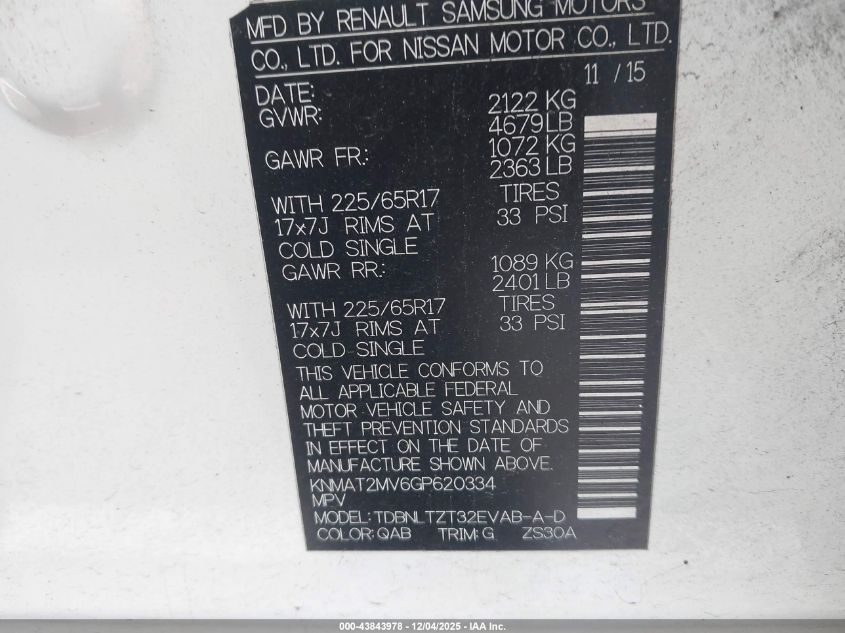 MFD BY RENAULT SAMSUNG MOTORS
CO., LTD. FOR NISSAN MOTOR CO., LTD.
DATE: 11 / 15
GVWR: 2122 KG
4679 LB
GAWR FR.: 1072 KG
2363 LB
WITH 225/65R17 TIRES
17x7J RIMS AT 33 PSI
COLD SINGLE
GAWR RR.: 1089 KG
2401 LB
WITH 225/65R17 TIRES
17x7J RIMS AT 33 PSI
COLD SINGLE
THIS VEHICLE CONFORMS TO
ALL APPLICABLE FEDERAL
MOTOR VEHICLE SAFETY AND
THEFT PREVENTION STANDARDS
IN EFFECT ON THE DATE OF
MANUFACTURE SHOWN ABOVE.
KNMAT2MV6GP620334
MPV
MODEL: TDBNLTZT32EVAB-A-D
COLOR: QAB TRIM: G ZS30A
000-43843978 - 12/04/2025 - IAA Inc.